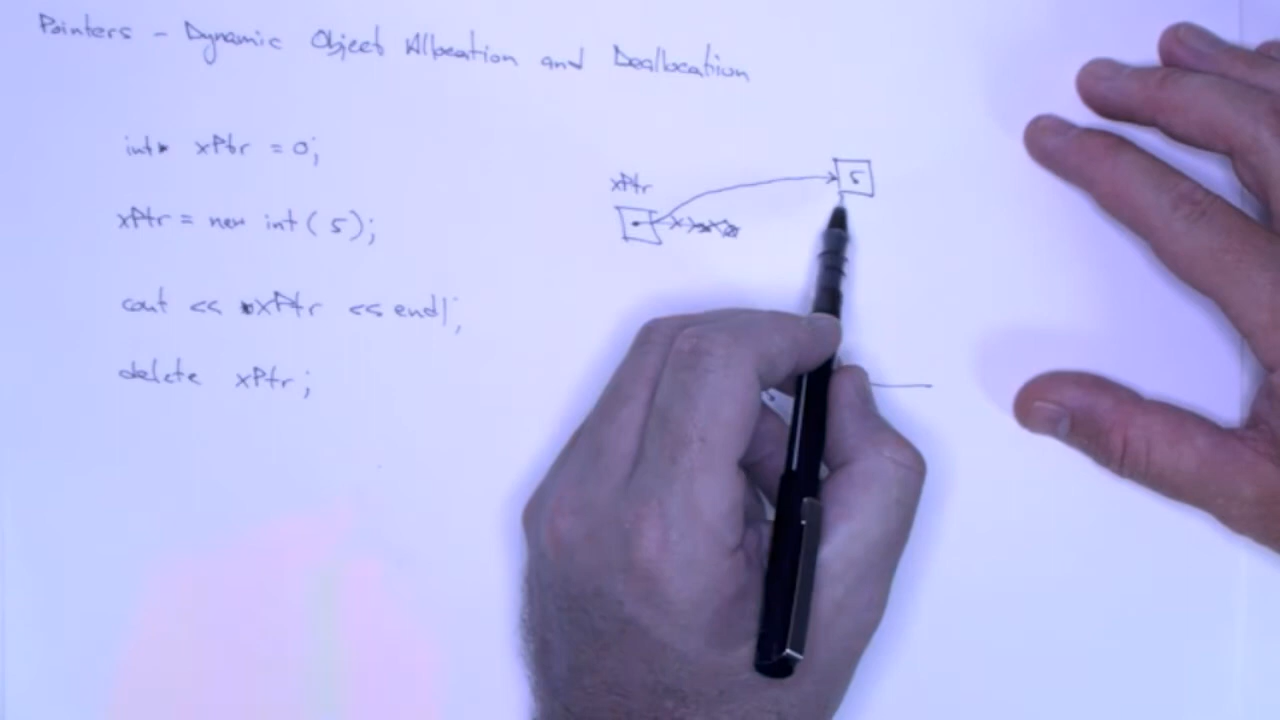 Pointers - Dynamic Object Allocation and Deallocation
int* xPtr = 0;
xPtr = new int( 5);
xPtr
5
cout << *xPtr << endl;
delete xPtr;